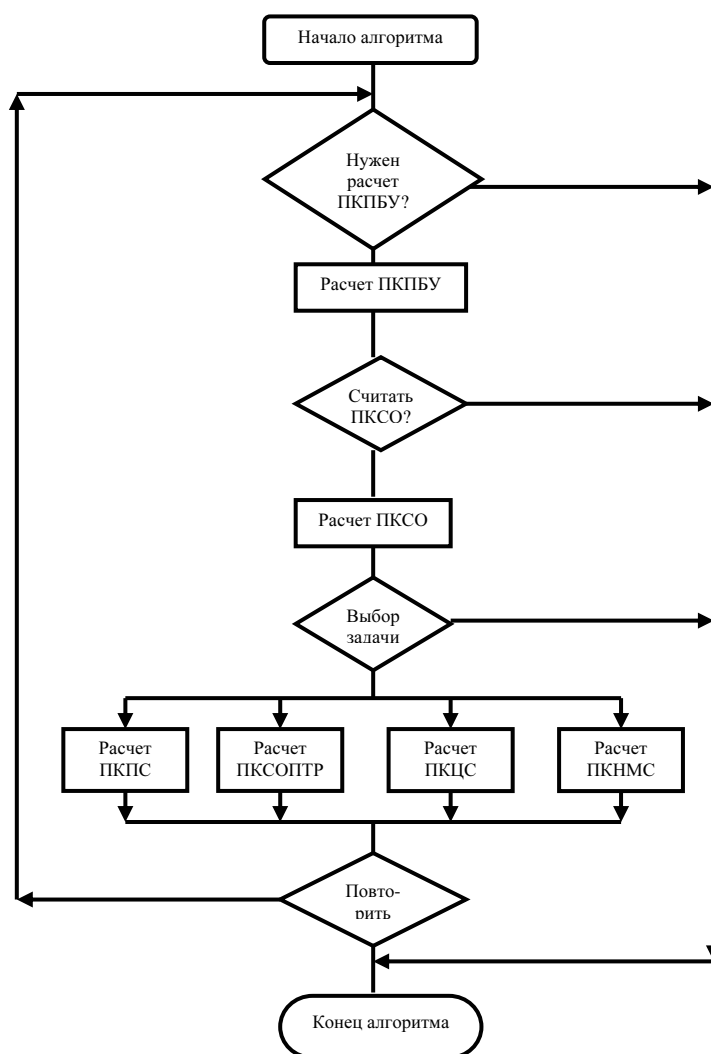 Начало алгоритма
Нужен
расчет
ПКПБУ?
Расчет ПКПБУ
Считать
ПКСО?
Расчет ПКСО
Выбор
задачи
Расчет
ПКПС
Расчет
ПКСОПТР
Расчет
ПКЦС
Расчет
ПКНМС
Повто-
рить
Конец алгоритма